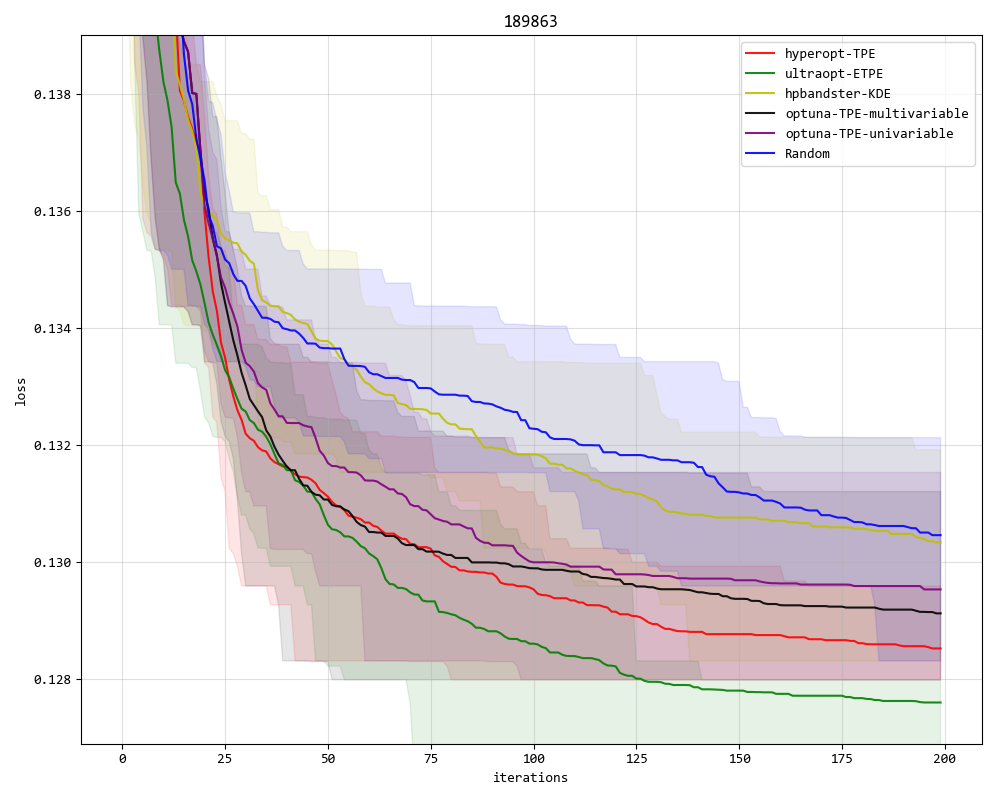 189863
hyperopt-TPE
ultraopt-ETPE
hpbandster-KDE
optuna-TPE-multivariable
optuna-TPE-univariable
Random
0.138
0.136
0.134
0.132
0.130
0.128
loss
0 25 50 75 100 125 150 175 200
iterations